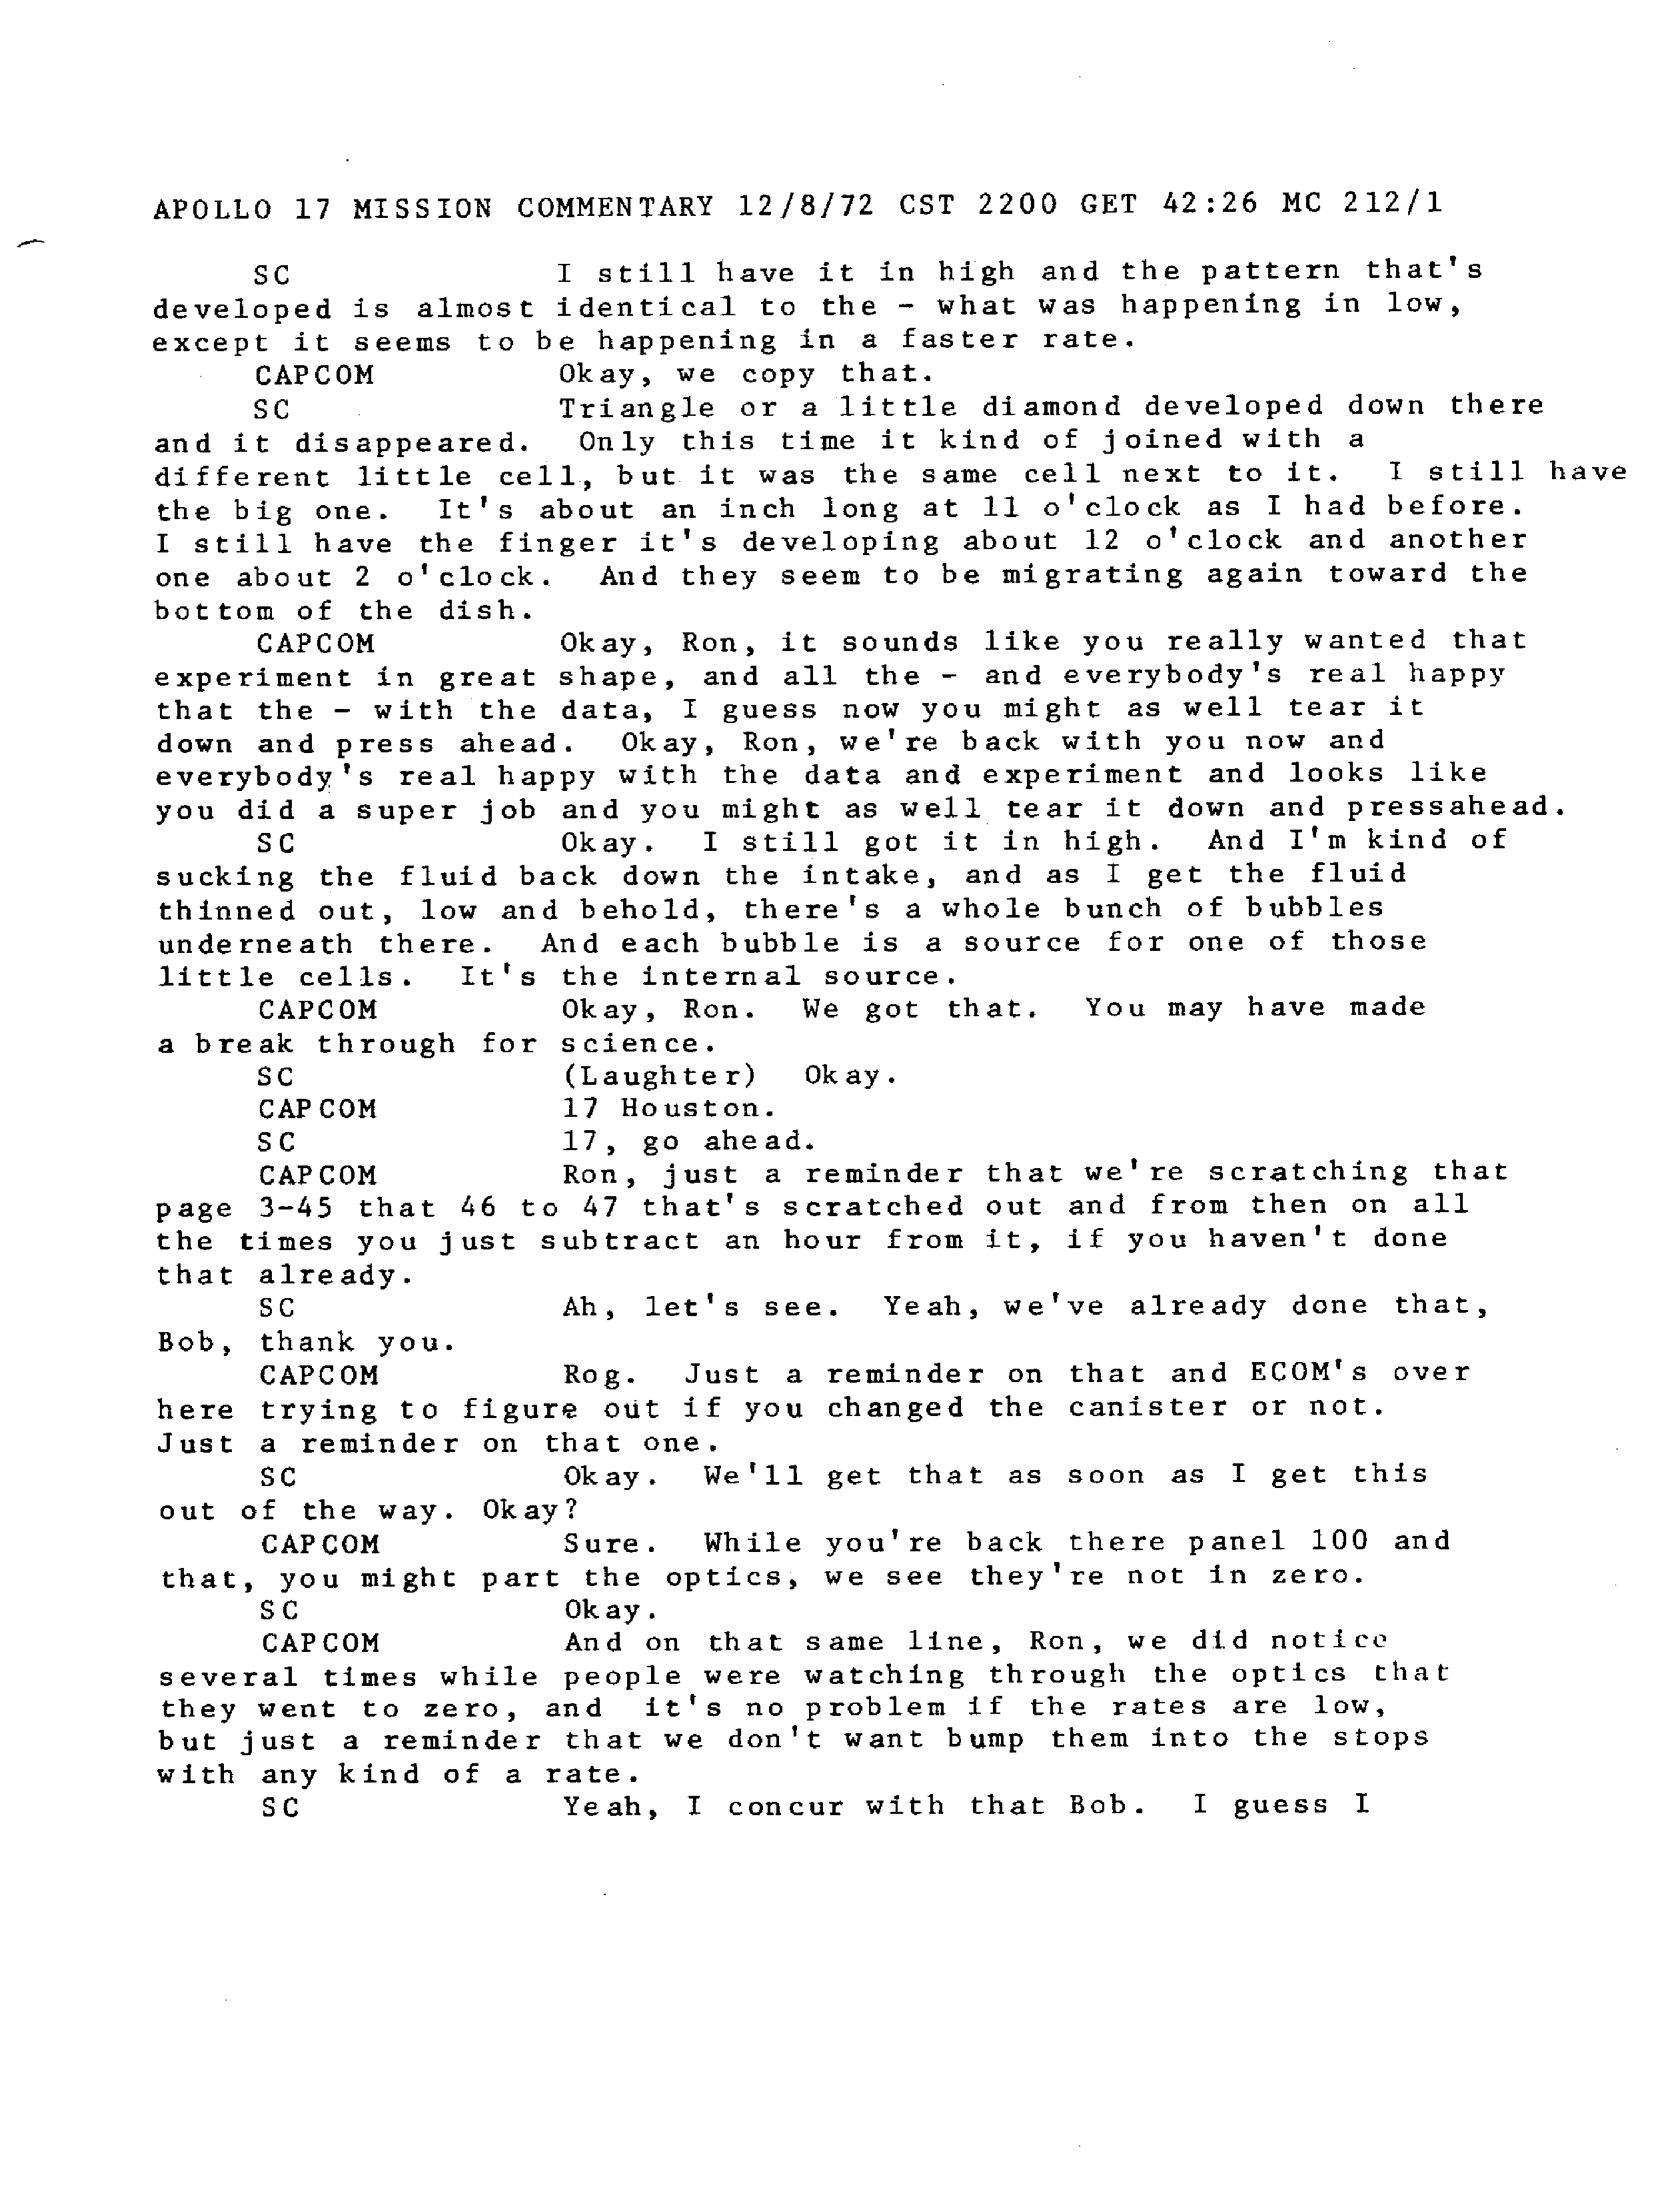 APOLLO 17 MISSION COMMENTARY 12/8/72 CST 2200 GET 42:26 MC 212/1
SC I still have it in high and the pattern that's
developed is almost identical to the - what was happening in low,
except it seems to be happening in a faster rate.
CAPCOM Okay, we copy that.
SC Triangle or a little diamond developed down there
and it disappeared. Only this time it kind of joined with a
different little cell, but it was the same cell next to it. I still have
the big one. It's about an inch long at 11 o'clock as I had before.
I still have the finger it's developing about 12 o'clock and another
one about 2 o'clock. And they seem to be migrating again toward the
bottom of the dish.
CAPCOM Okay, Ron, it sounds like you really wanted that
experiment in great shape, and all the - and everybody's real happy
that the - with the data, I guess now you might as well tear it
down and press ahead. Okay, Ron, we're back with you now and
everybody's real happy with the data and experiment and looks like
you did a super job and you might as well tear it down and pressahead.
SC Okay. I still got it in high. And I'm kind of
sucking the fluid back down the intake, and as I get the fluid
thinned out, low and behold, there's a whole bunch of bubbles
underneath there. And each bubble is a source for one of those
little cells. It's the internal source.
CAPCOM Okay, Ron. We got that. You may have made
a break through for science.
SC (Laughter) Okay.
CAPCOM 17 Houston.
SC 17, go ahead.
CAPCOM Ron, just a reminder that we're scratching that
page 3-45 that 46 to 47 that's scratched out and from then on all
the times you just subtract an hour from it, if you haven't done
that already.
SC Ah, let's see. Yeah, we've already done that,
Bob, thank you.
CAPCOM Rog. Just a reminder on that and ECOM's over
here trying to figure out if you changed the canister or not.
Just a reminder on that one.
SC Okay. We'll get that as soon as I get this
out of the way. Okay?
CAPCOM Sure. While you're back there panel 100 and
that, you might part the optics, we see they're not in zero.
SC Okay.
CAPCOM And on that same line, Ron, we did notice
several times while people were watching through the optics that
they went to zero, and it's no problem if the rates are low,
but just a reminder that we don't want bump them into the stops
with any kind of a rate.
SC Yeah, I concur with that Bob. I guess I